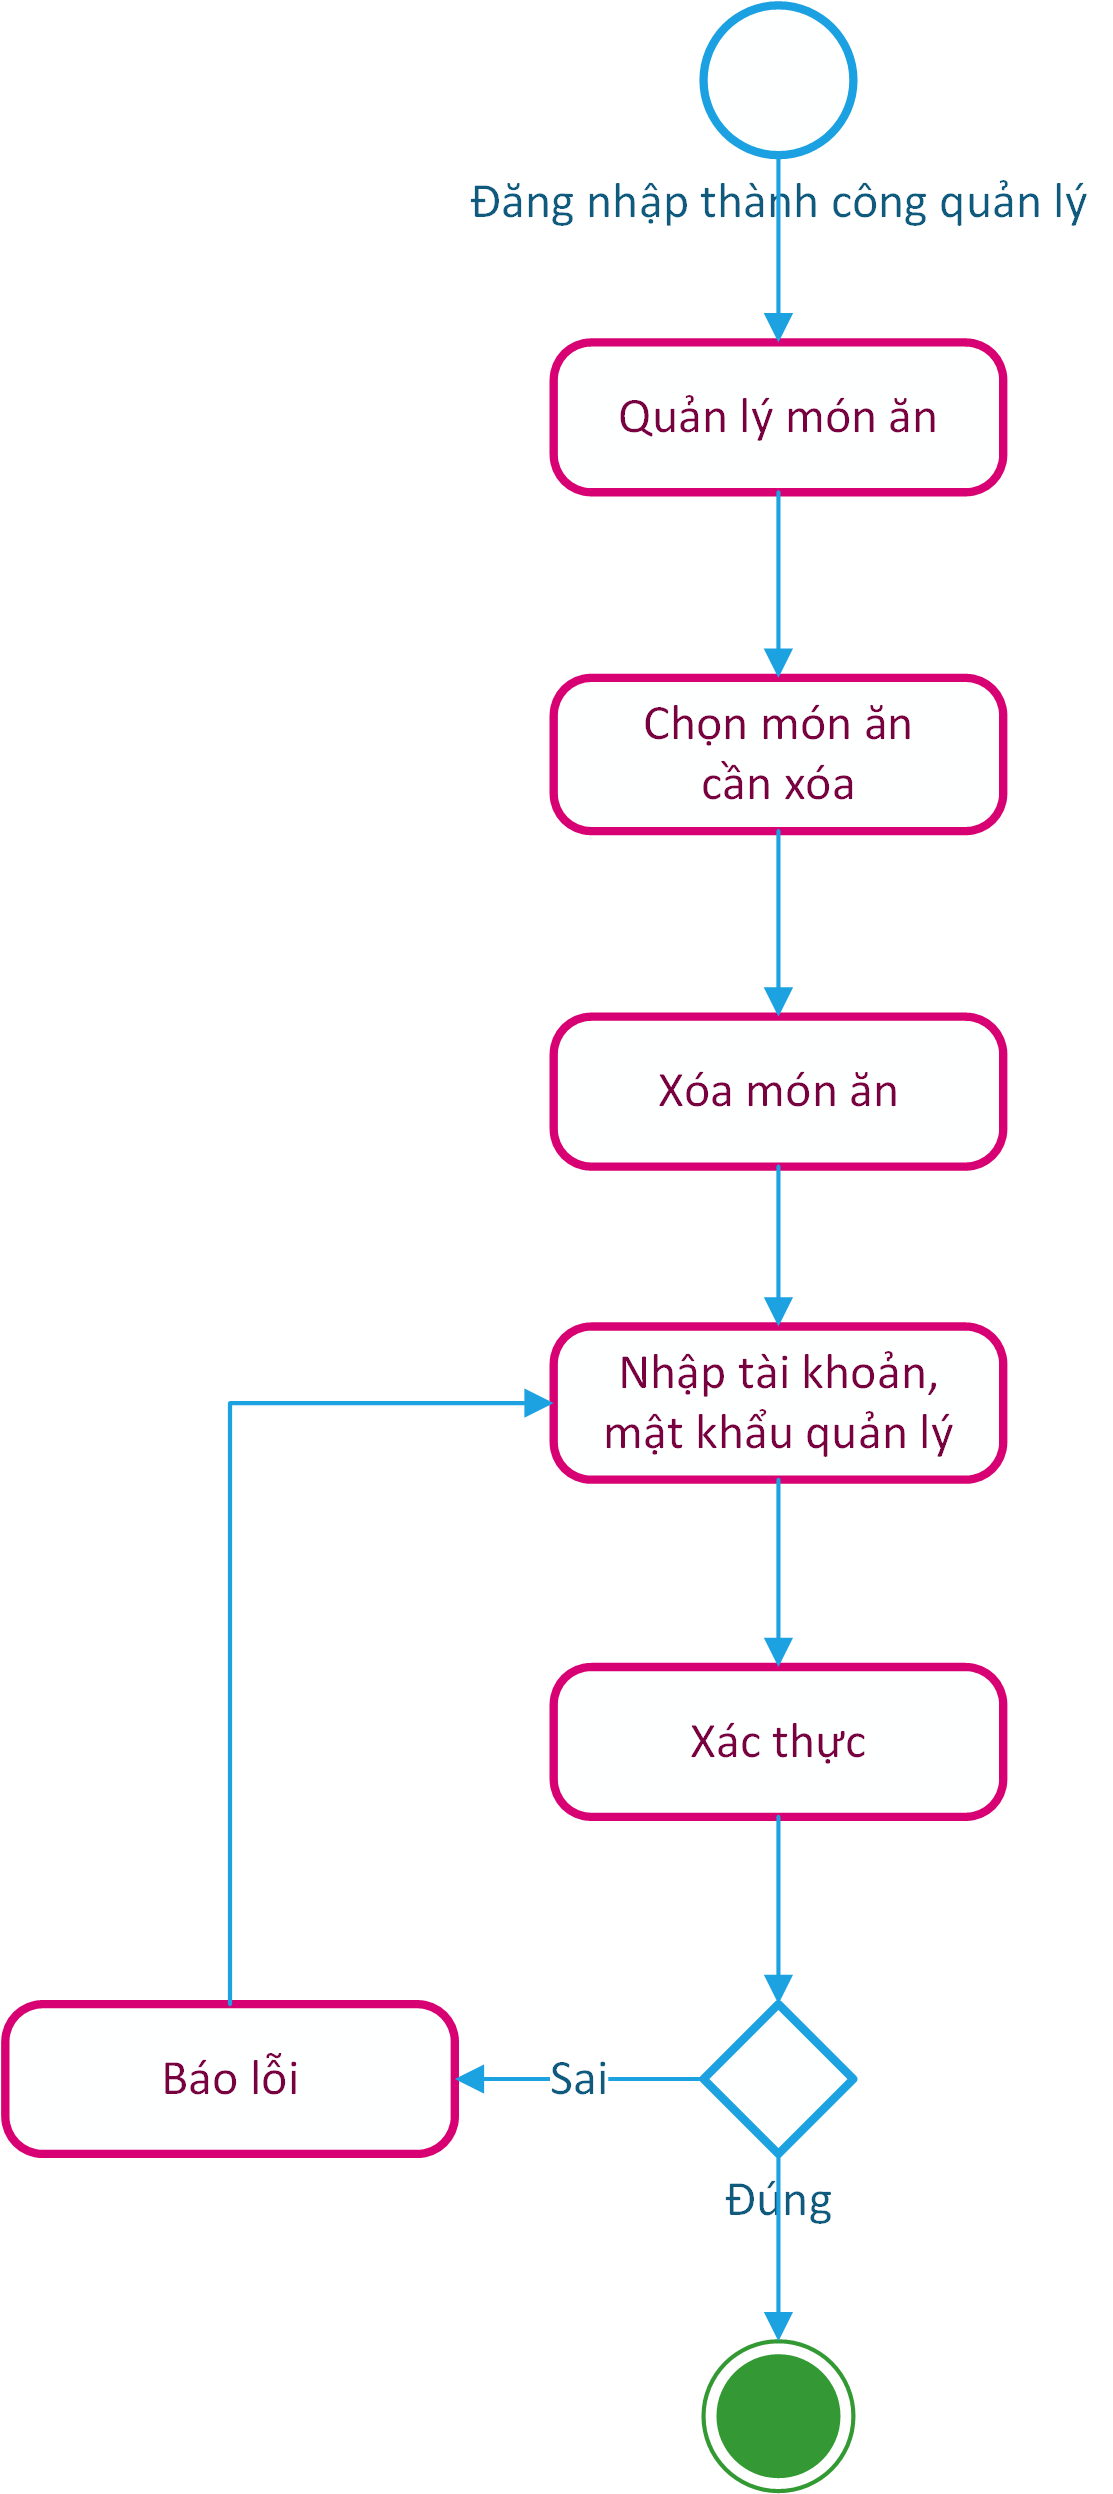 Đăng nhập thành công quản lý
Quản lý món ăn
Chọn món ăn
cần xóa
Xóa món ăn
Nhập tài khoản,
mật khẩu quản lý
Xác thực
Báo lỗi
Sai
Đúng